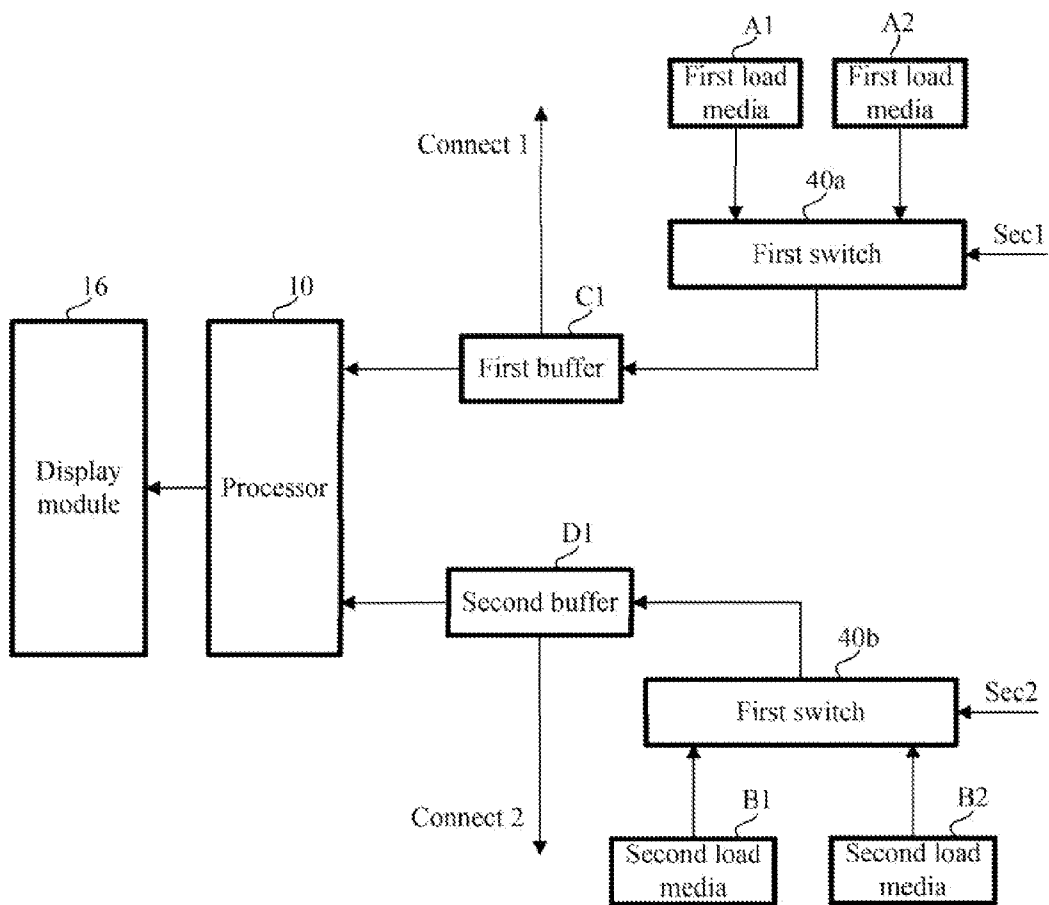 A1
A2
First load
media
First load
media
Connect 1
40a
First switch
Sec1
16
10
C1
First buffer
Display
module
Processor
D1
Second buffer
40b
First switch
Sec2
Connect 2
B1
B2
Second load
media
Second load
media